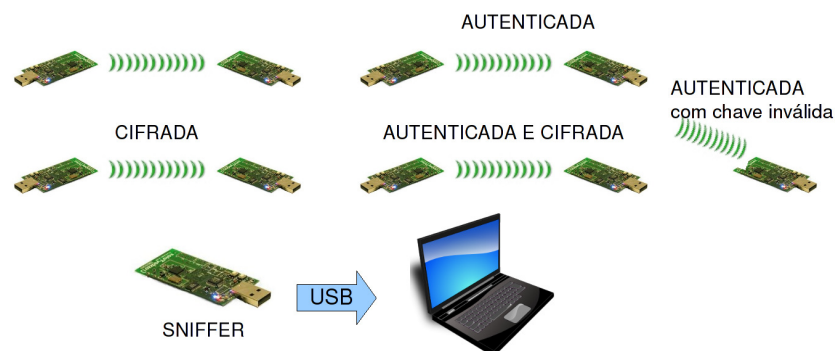 AUTENTICADA
AUTENTICADA
com chave inválida
CIFRADA
AUTENTICADA E CIFRADA
USB
SNIFFER